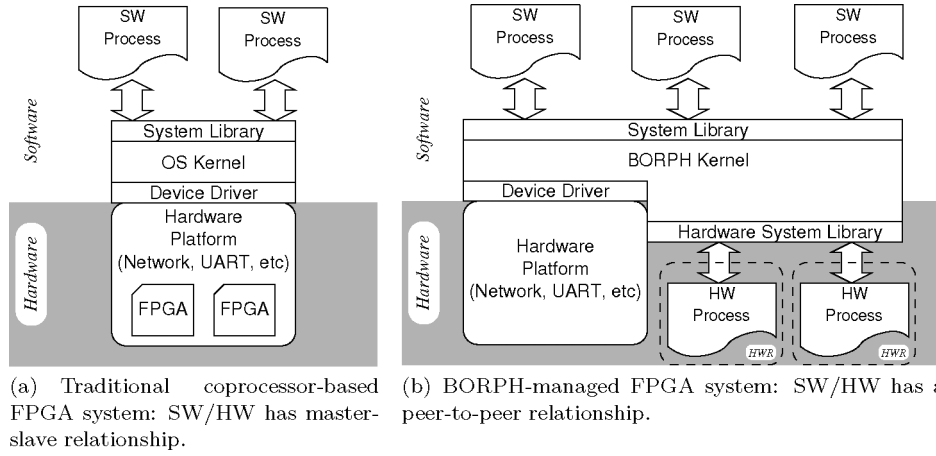 SW
Process
SW
Process
System Library
OS Kernel
Device Driver
Hardware
Platform
(Network, UART, etc)
FPGA
FPGA
Software
Hardware
(a) Traditional coprocessor-based
FPGA system: SW/HW has master-
slave relationship.
SW
Process
SW
Process
SW
Process
System Library
BORPH Kernel
Device Driver
Hardware
Platform
(Network, UART, etc)
Hardware System Library
HW
Process
HWR
HW
Process
HWR
Software
Hardware
(b) BORPH-managed FPGA system: SW/HW has a
peer-to-peer relationship.